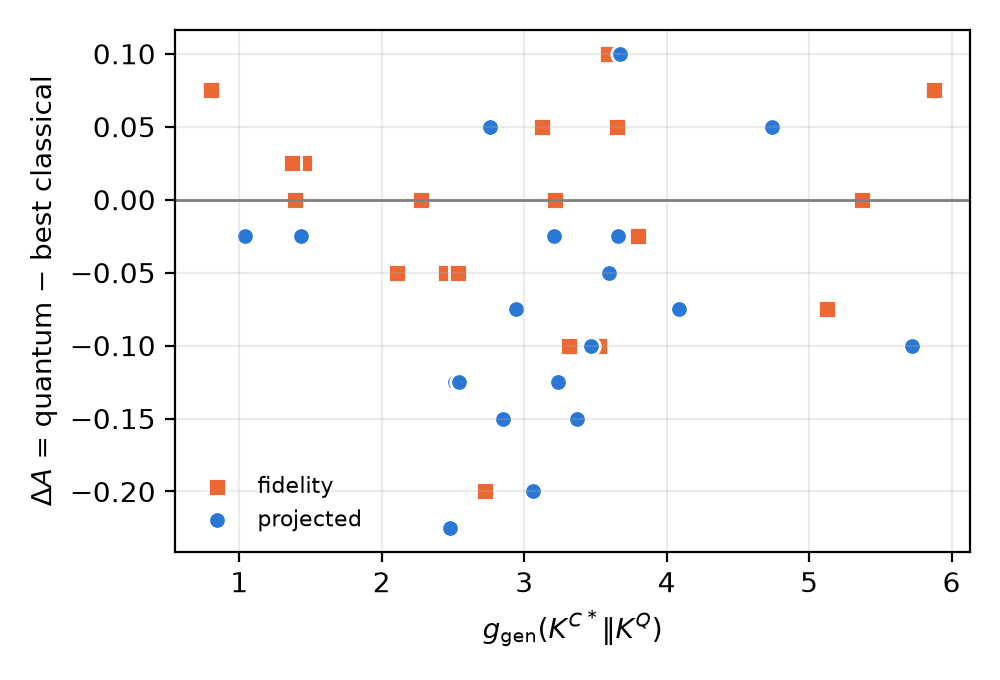 ΔA = quantum − best classical
0.10
0.05
0.00
−0.05
−0.10
−0.15
−0.20
fidelity
projected
1 2 3 4 5 6
g_gen(K^{C*}∥K^Q)